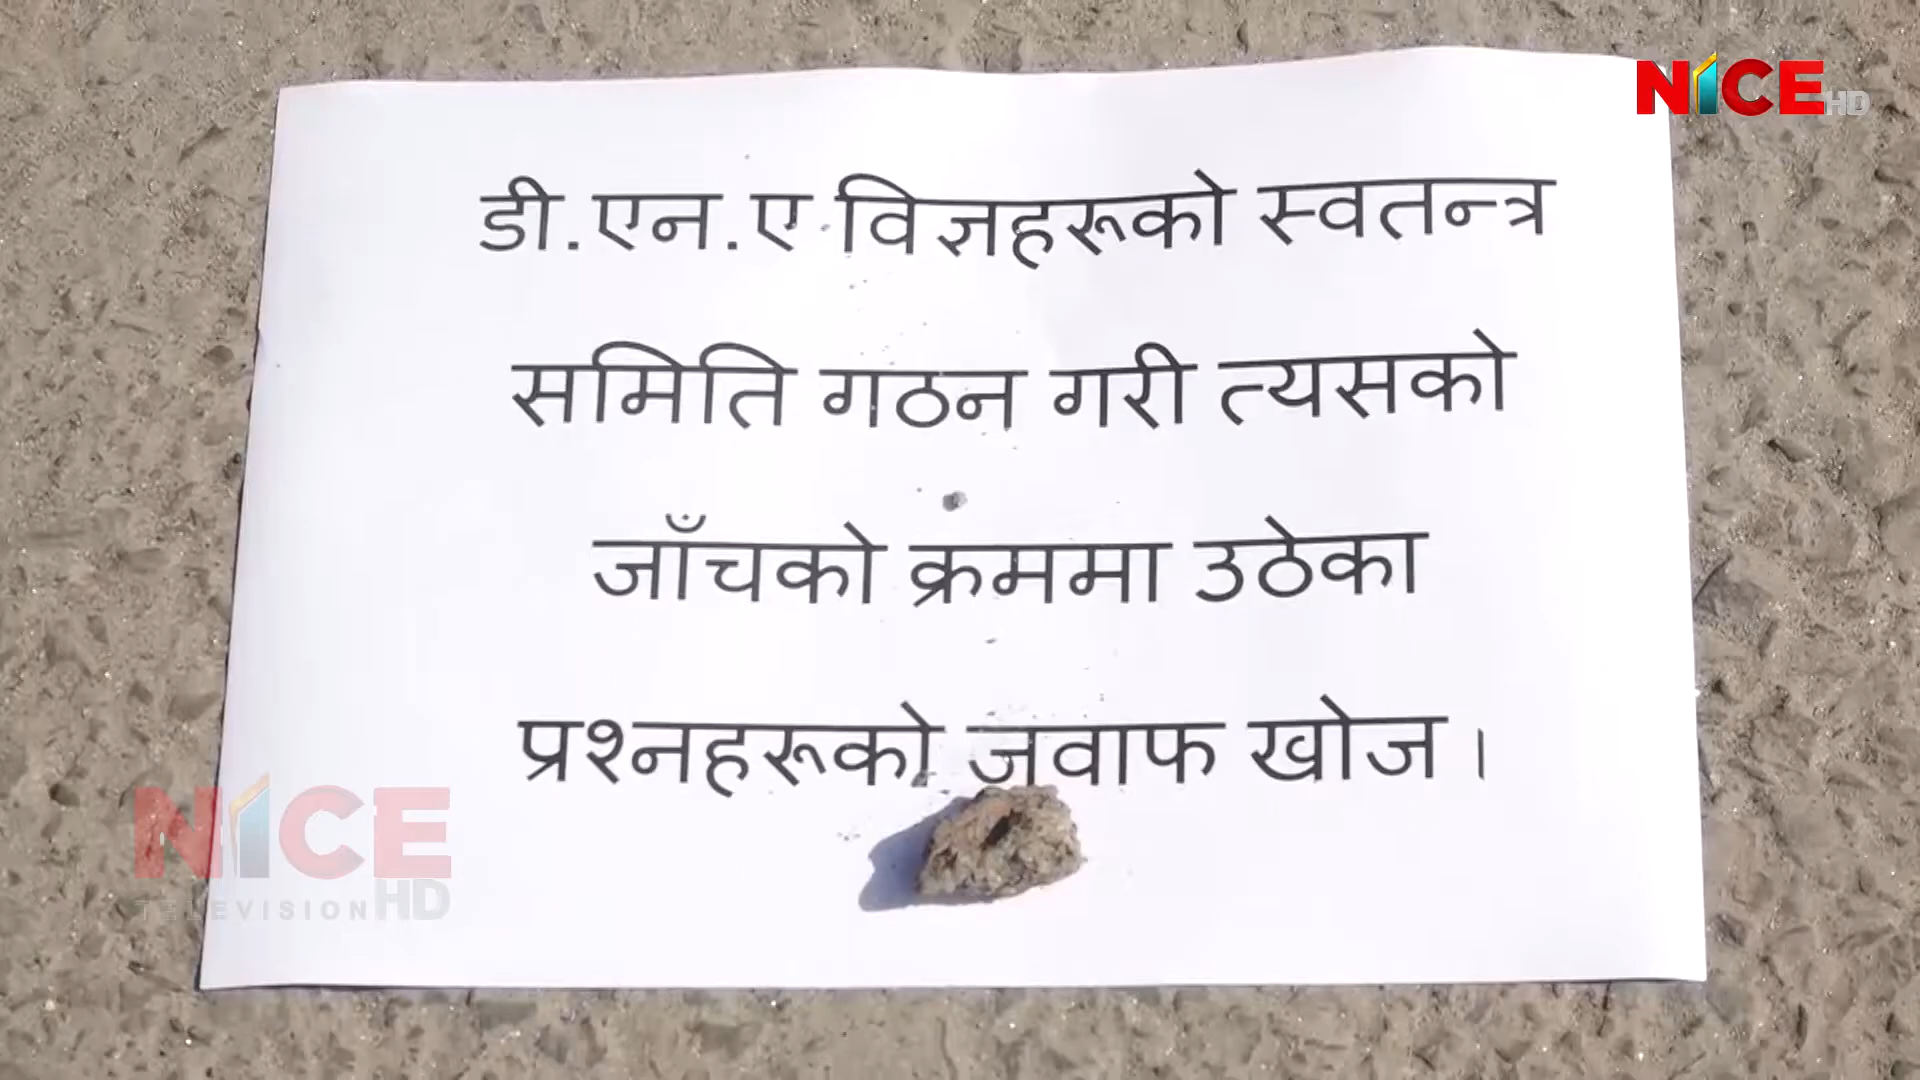 NICE HD
डी.एन.ए विज्ञहरूको स्वतन्त्र
समिति गठन गरी त्यसको
जाँचको क्रममा उठेका
प्रश्नहरूको जवाफ खोज।
NICE
TELEVISION HD